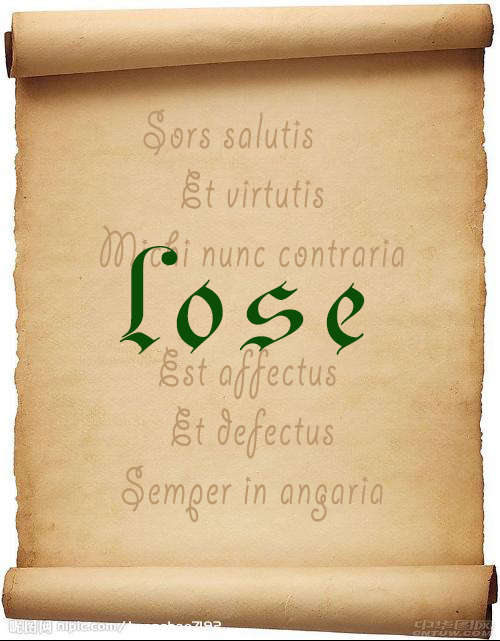 Sors salutis
Et virtutis
Michi nunc contraria
Lose
Est affectus
Et defectus
Semper in angaria
昵图网 nipic.com/
中华图网
CNTUW.COM